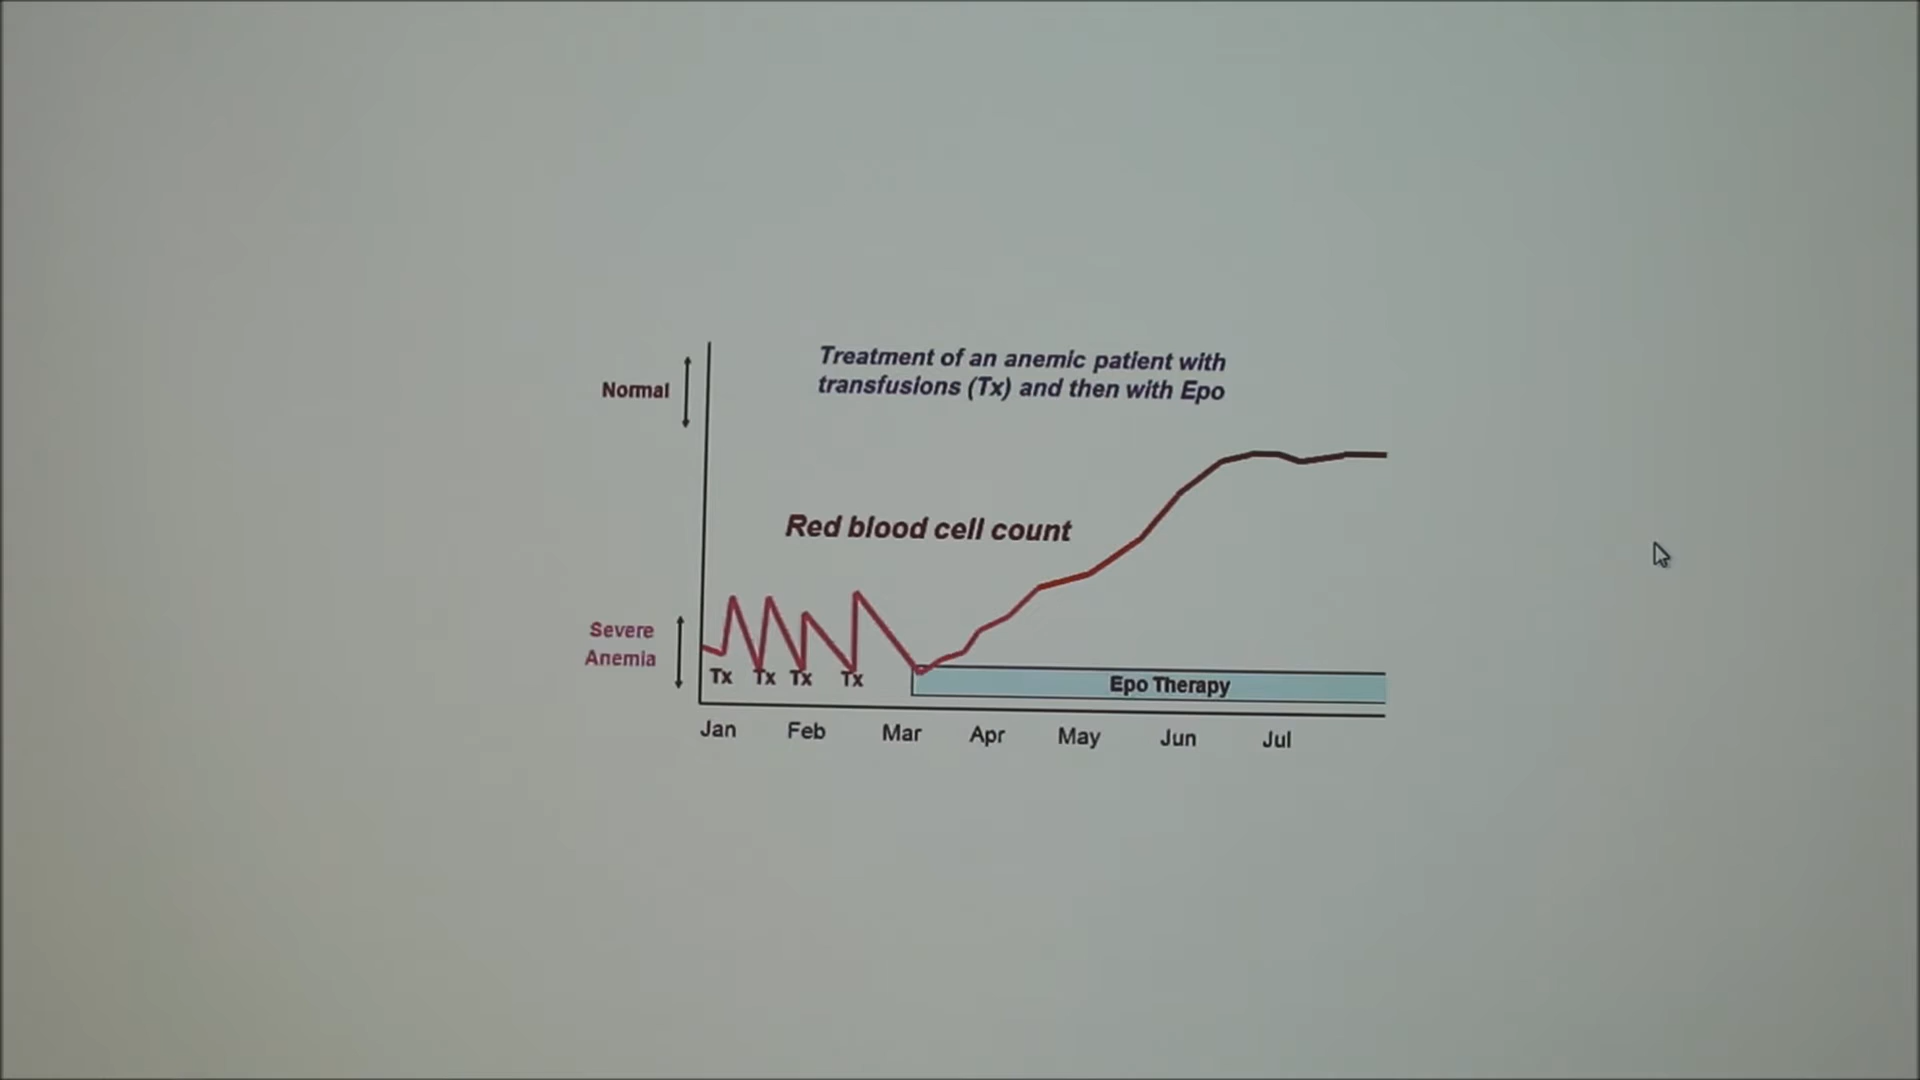 Treatment of an anemic patient with
transfusions (Tx) and then with Epo
Normal
Red blood cell count
Severe
Anemia
Tx Tx Tx Tx
Epo Therapy
Jan Feb Mar Apr May Jun Jul